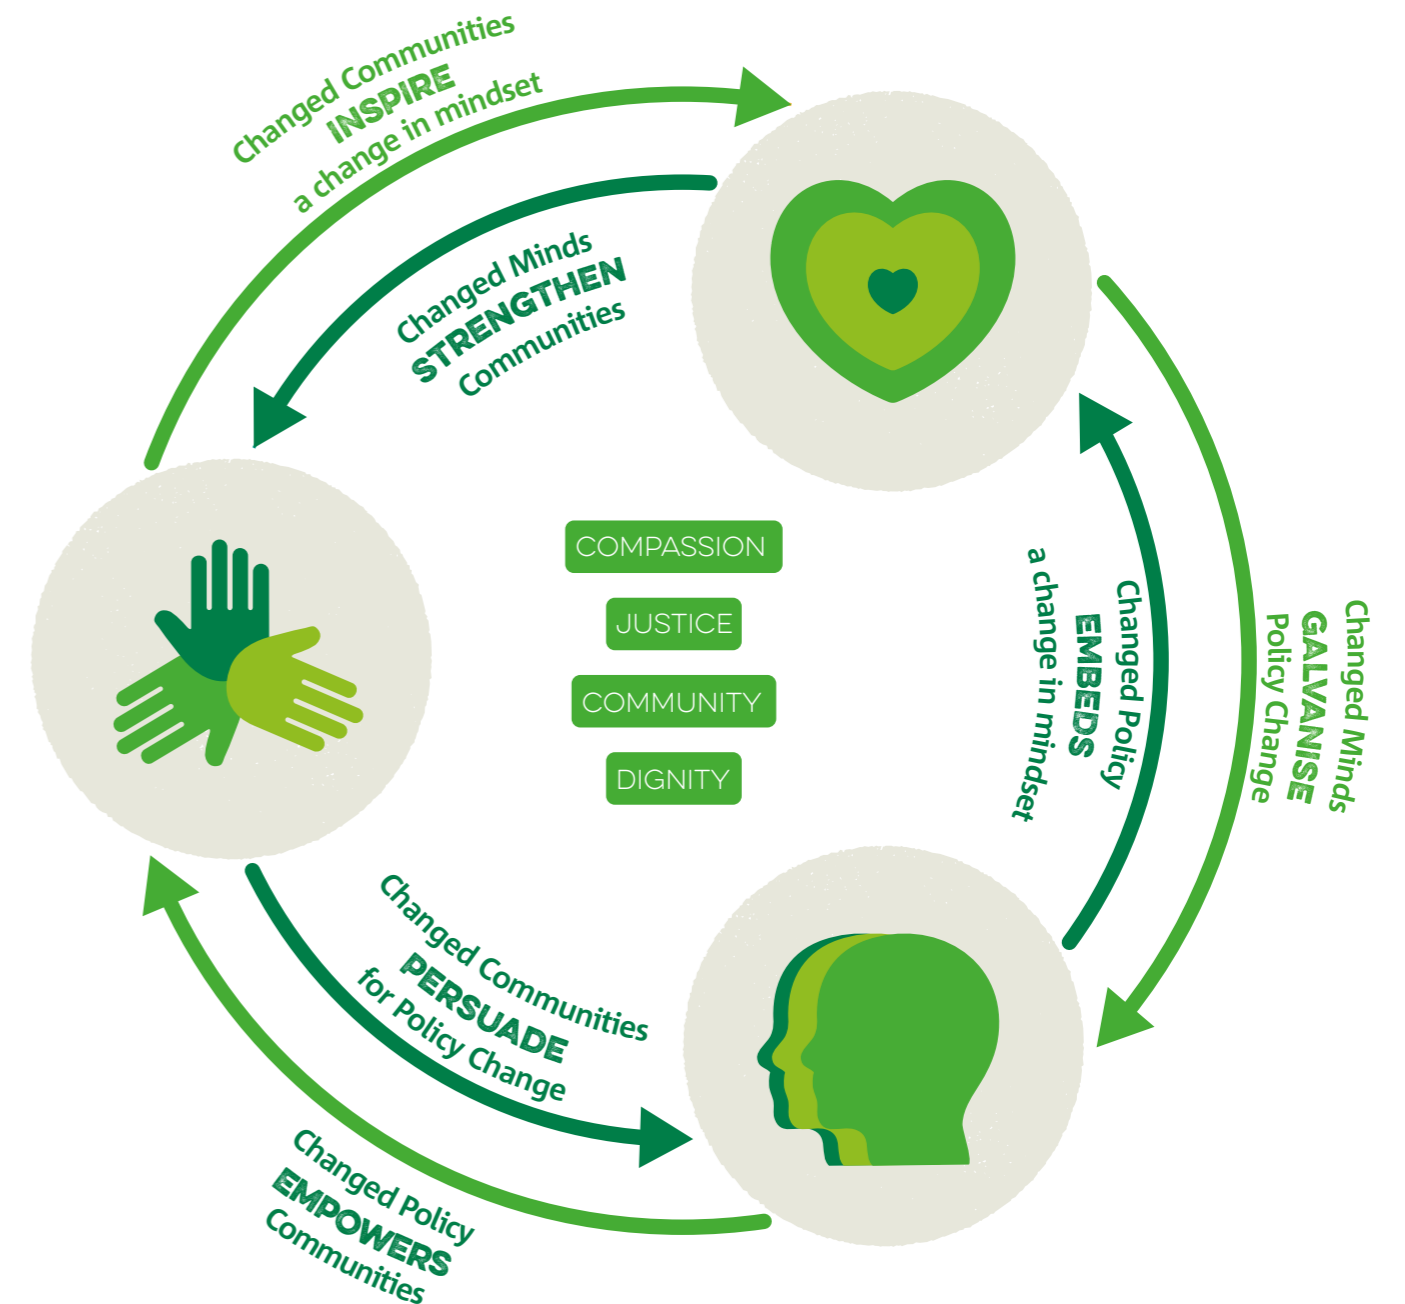 Changed Communities
INSPIRE
a change in mindset
Changed Minds
STRENGTHEN
Communities
COMPASSION
JUSTICE
COMMUNITY
DIGNITY
Changed Policy
EMBEDS
a change in mindset
Changed Minds
GALVANISE
Policy Change
Changed Communities
PERSUADE
for Policy Change
Changed Policy
EMPOWERS
Communities